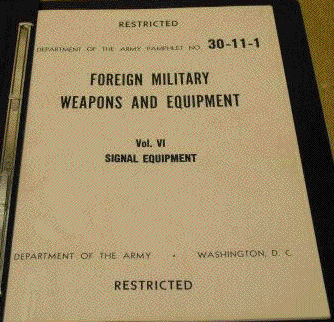 RESTRICTED
DEPARTMENT OF THE ARMY PAMPHLET NO. 30-11-1
FOREIGN MILITARY
WEAPONS AND EQUIPMENT
Vol. VI
SIGNAL EQUIPMENT
DEPARTMENT OF THE ARMY • WASHINGTON, D. C.
RESTRICTED